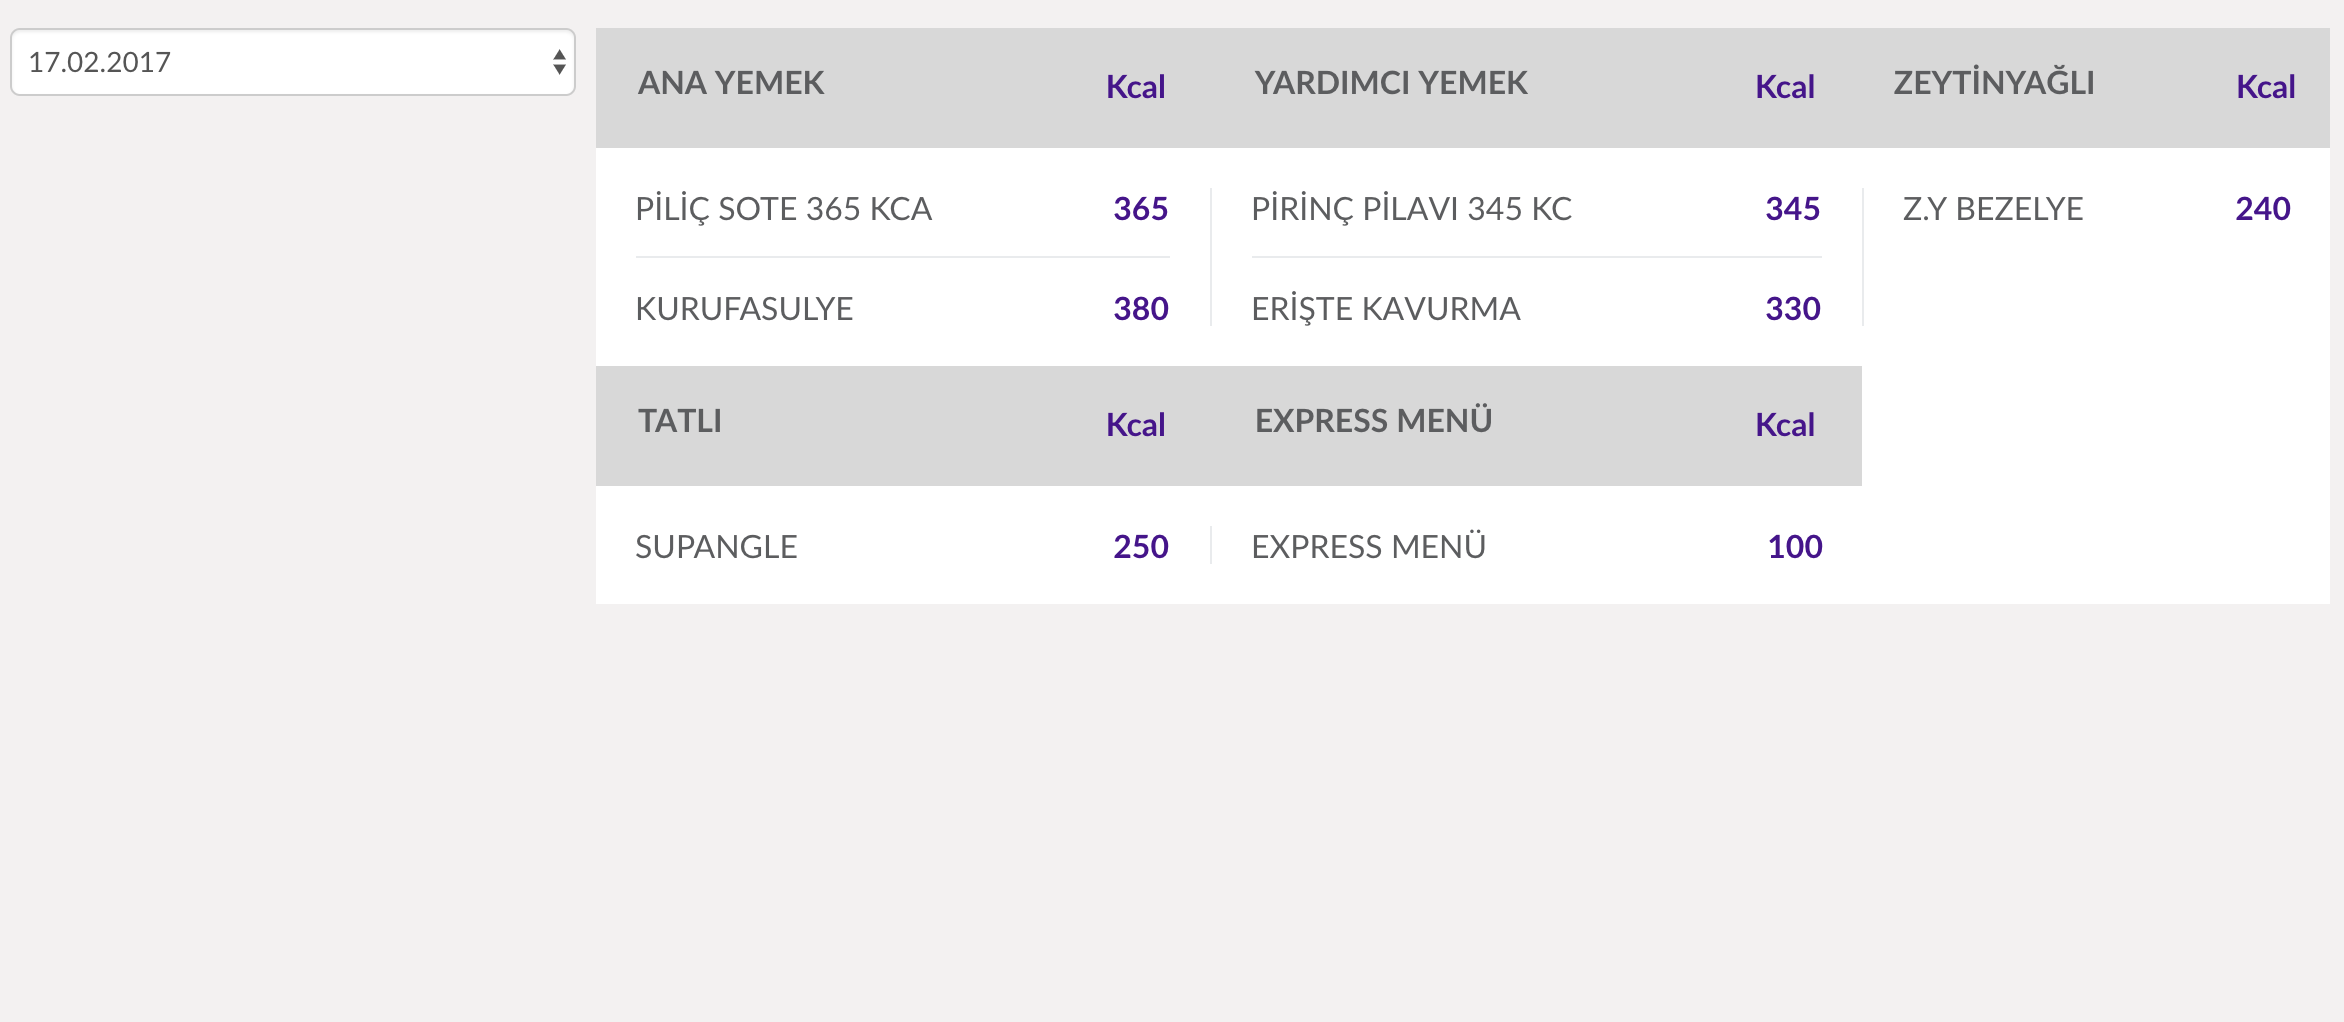 17.02.2017
ANA YEMEK Kcal YARDIMCI YEMEK Kcal ZEYTİNYAĞLI Kcal
PİLİÇ SOTE 365 KCA 365 PİRİNÇ PİLAVI 345 KC 345 Z.Y BEZELYE 240
KURUFASULYE 380 ERİŞTE KAVURMA 330
TATLI Kcal EXPRESS MENÜ Kcal
SUPANGLE 250 EXPRESS MENÜ 100